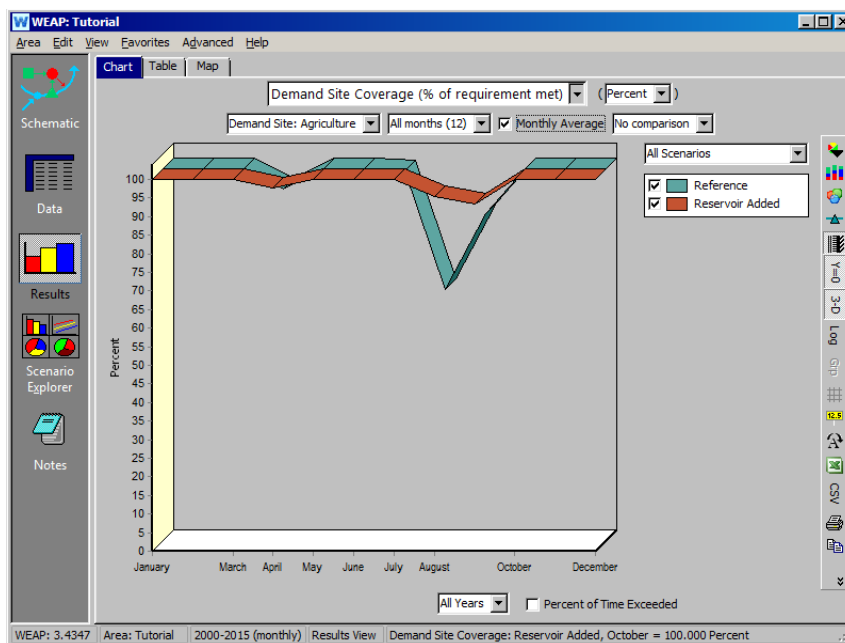 WEAP: Tutorial
Area Edit View Favorites Advanced Help
Chart Table Map
Demand Site Coverage (% of requirement met) ( Percent )
Demand Site: Agriculture All months (12) Monthly Average No comparison
All Scenarios
Reference
Reservoir Added
Schematic
Data
Results
Scenario
Explorer
Notes
Percent
100
95
90
85
80
75
70
65
60
55
50
45
40
35
30
25
20
15
10
5
0
January March April May June July August October December
Y=0
3-D
Log
Grp
12.5
A
CSV
All Years Percent of Time Exceeded
WEAP: 3.4347 Area: Tutorial 2000-2015 (monthly) Results View Demand Site Coverage: Reservoir Added, October = 100.000 Percent